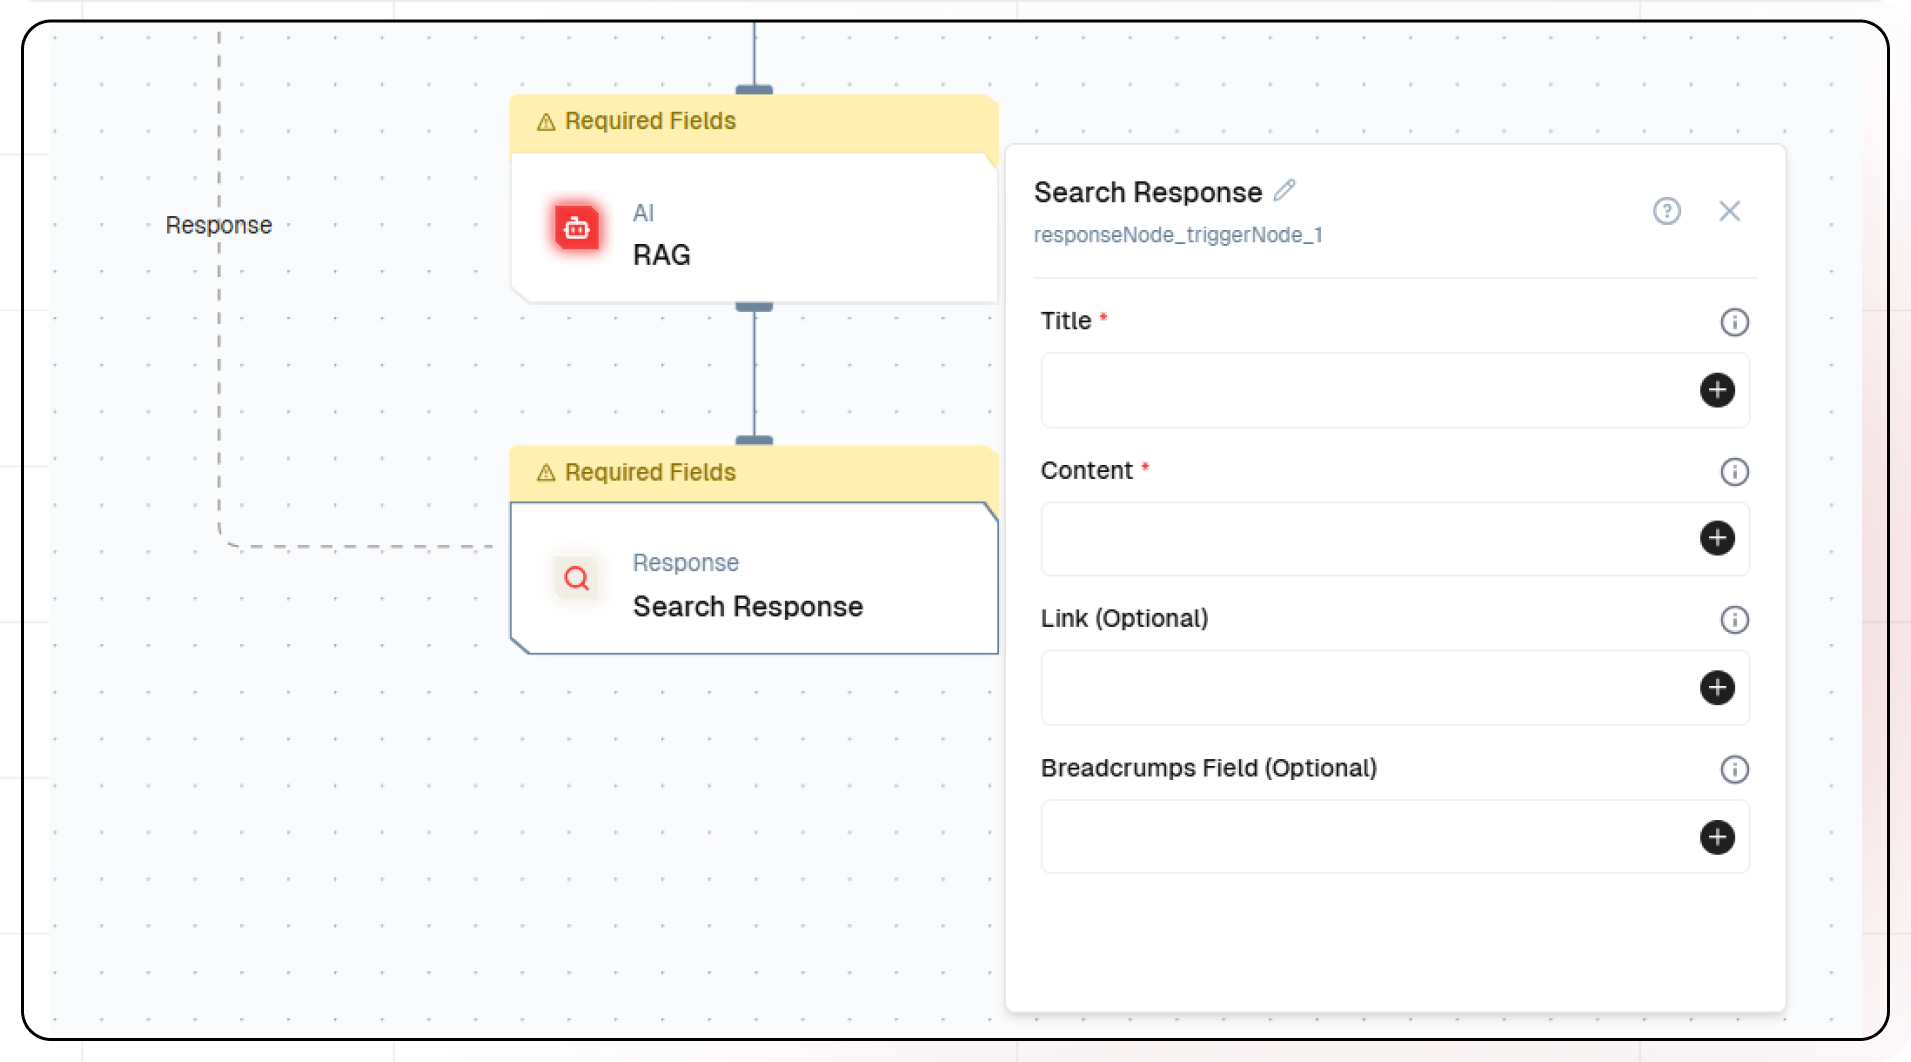 Required Fields
AI
RAG
Response
Required Fields
Response
Search Response
Search Response
responseNode_triggerNode_1
Title *
Content *
Link (Optional)
Breadcrumps Field (Optional)